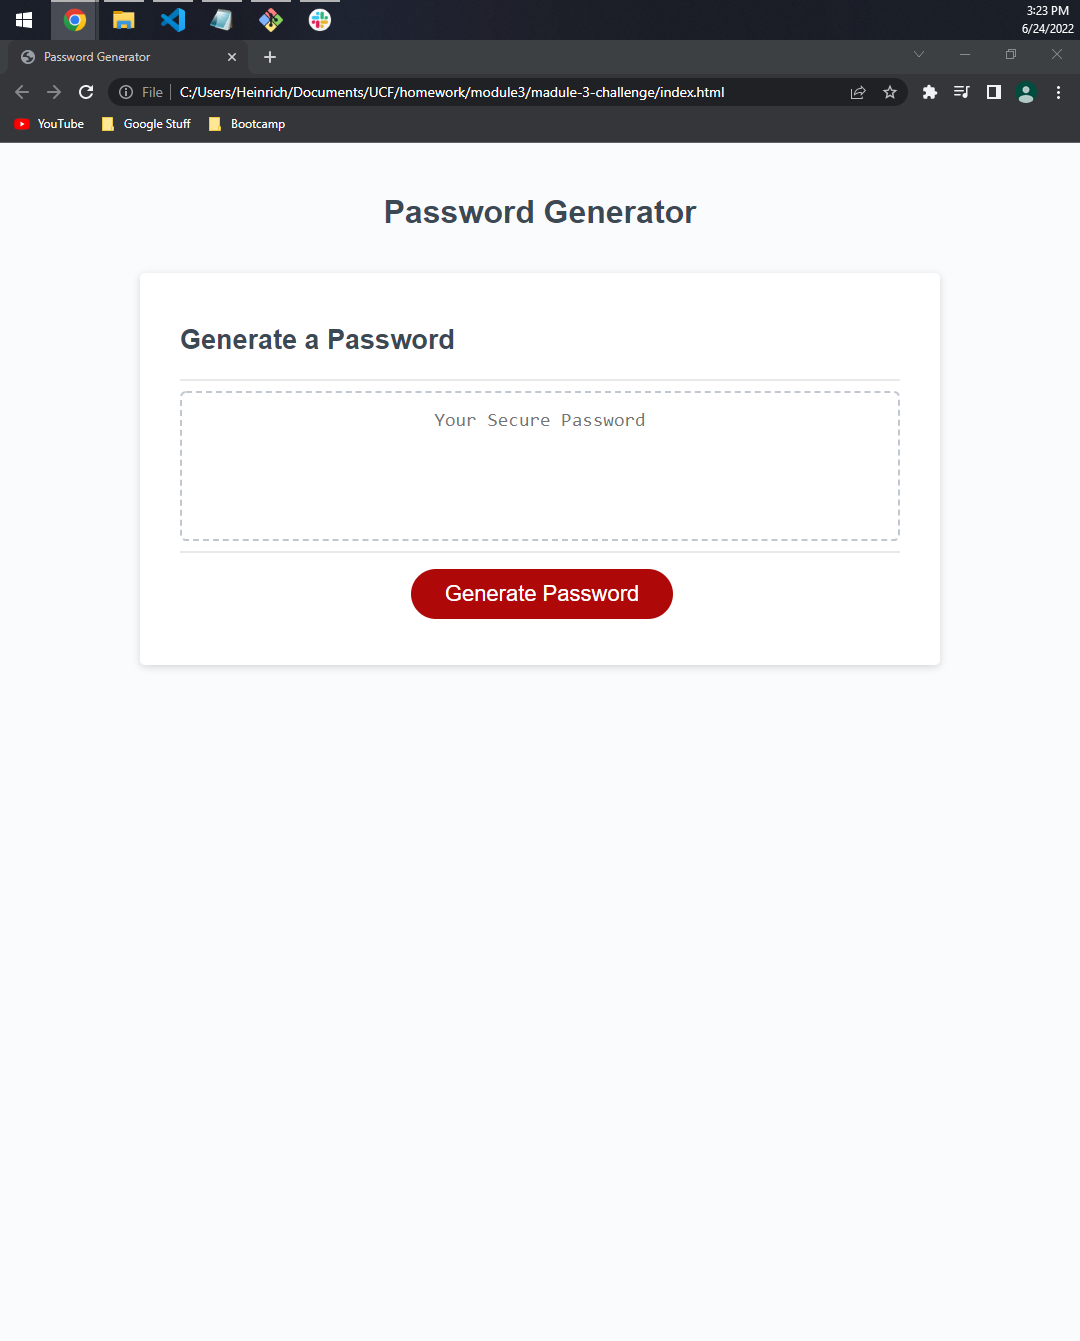 3:23 PM
6/24/2022
Password Generator
File
C:/Users/Heinrich/Documents/UCF/homework/module3/madule-3-challenge/index.html
YouTube
Google Stuff
Bootcamp
Password Generator
Generate a Password
Your Secure Password
Generate Password